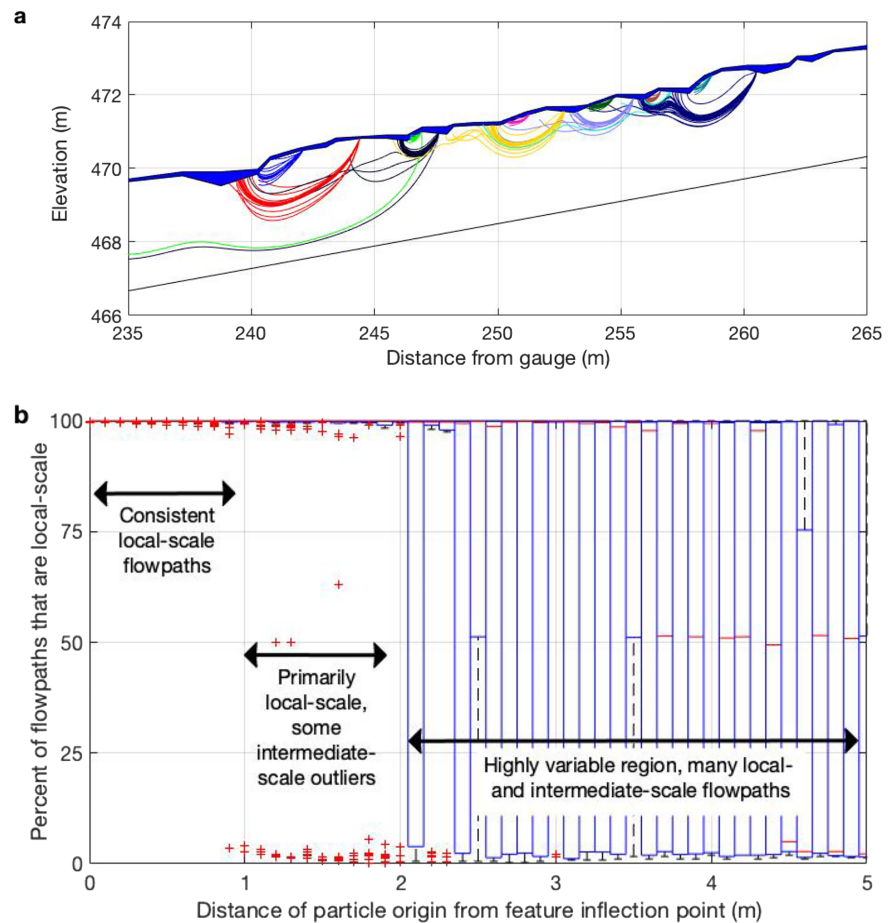 a
474
472
470
468
466
Elevation (m)
235 240 245 250 255 260 265
Distance from gauge (m)
b
100
75
50
25
0
Percent of flowpaths that are local-scale
Consistent
local-scale
flowpaths
Primarily
local-scale,
some
intermediate-
scale outliers
Highly variable region, many local-
and intermediate-scale flowpaths
0 1 2 3 4 5
Distance of particle origin from feature inflection point (m)